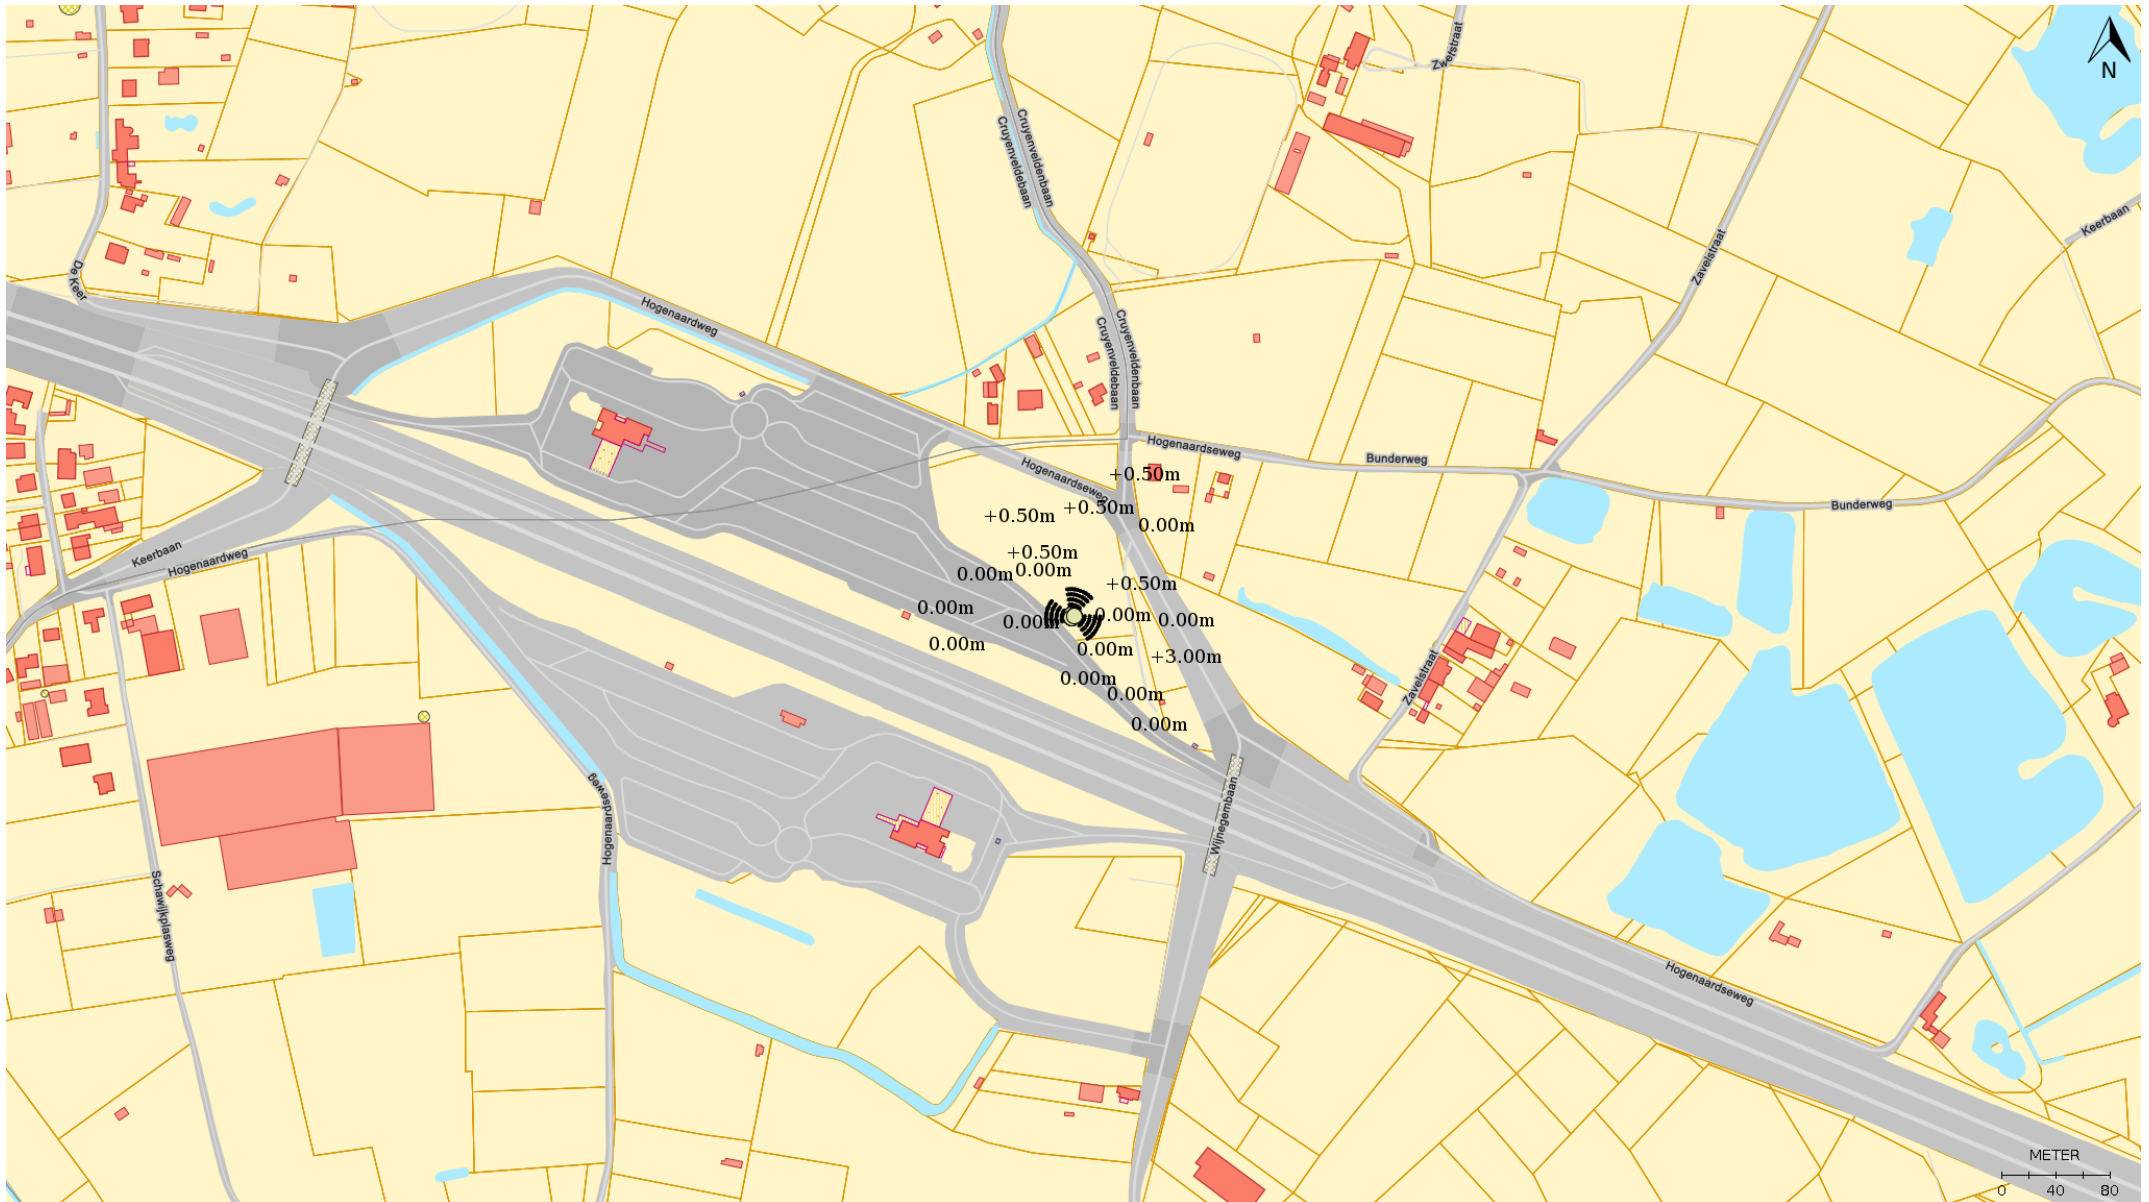 Zwelstraat
N
Cruyenveldenbaan
Cruyenveldebaan
Keerbaan
Zavelstraat
De Keer
Hogenaardweg
Cruyenveldenbaan
Cruyenveldebaan
Hogenaardseweg
Bunderweg
Hogenaardseweg
+0.50m
Bunderweg
+0.50m
+0.50m
0.00m
Keerbaan
Hogenaardweg
+0.50m
0.00m
0.00m
+0.50m
0.00m
0.00m
0.00m
0.00m
0.00m
0.00m
+3.00m
0.00m
Zavelstraat
0.00m
0.00m
Hogenaardseweg
Wijnegembaan
Schawijkplasweg
Hogenaardseweg
METER
0 40 80